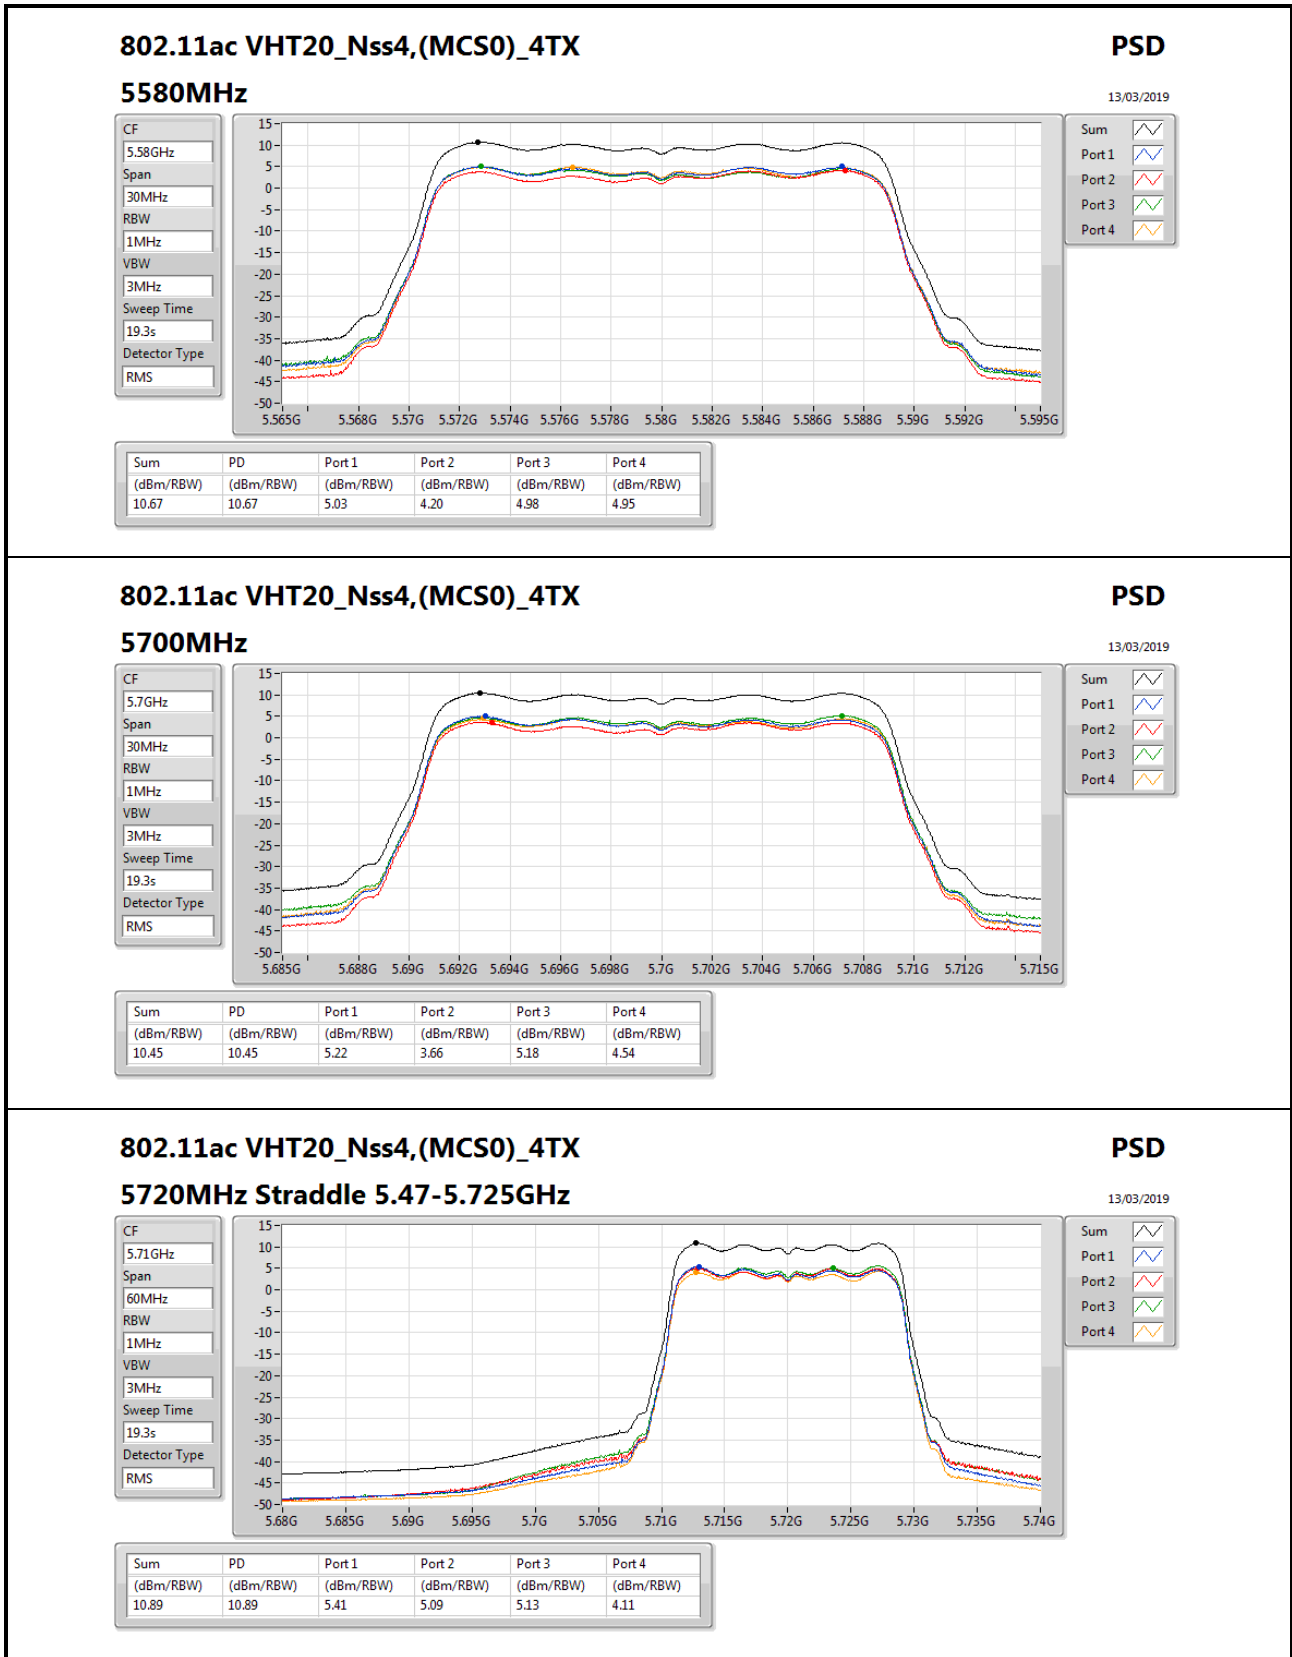 802.11ac VHT20_Nss4,(MCS0)_4TX PSD
5580MHz 13/03/2019
CF
5.58GHz
Span
30MHz
RBW
1MHz
VBW
3MHz
Sweep Time
19.3s
Detector Type
RMS
15
10
5
0
-5
-10
-15
-20
-25
-30
-35
-40
-45
-50
5.565G 5.568G 5.57G 5.572G 5.574G 5.576G 5.578G 5.58G 5.582G 5.584G 5.586G 5.588G 5.59G 5.592G 5.595G
Sum
Port 1
Port 2
Port 3
Port 4
Sum PD Port 1 Port 2 Port 3 Port 4
(dBm/RBW) (dBm/RBW) (dBm/RBW) (dBm/RBW) (dBm/RBW) (dBm/RBW)
10.67 10.67 5.03 4.20 4.98 4.95
802.11ac VHT20_Nss4,(MCS0)_4TX PSD
5700MHz 13/03/2019
CF
5.7GHz
Span
30MHz
RBW
1MHz
VBW
3MHz
Sweep Time
19.3s
Detector Type
RMS
15
10
5
0
-5
-10
-15
-20
-25
-30
-35
-40
-45
-50
5.685G 5.688G 5.69G 5.692G 5.694G 5.696G 5.698G 5.7G 5.702G 5.704G 5.706G 5.708G 5.71G 5.712G 5.715G
Sum
Port 1
Port 2
Port 3
Port 4
Sum PD Port 1 Port 2 Port 3 Port 4
(dBm/RBW) (dBm/RBW) (dBm/RBW) (dBm/RBW) (dBm/RBW) (dBm/RBW)
10.45 10.45 5.22 3.66 5.18 4.54
802.11ac VHT20_Nss4,(MCS0)_4TX PSD
5720MHz Straddle 5.47-5.725GHz 13/03/2019
CF
5.71GHz
Span
60MHz
RBW
1MHz
VBW
3MHz
Sweep Time
19.3s
Detector Type
RMS
15
10
5
0
-5
-10
-15
-20
-25
-30
-35
-40
-45
-50
5.68G 5.685G 5.69G 5.695G 5.7G 5.705G 5.71G 5.715G 5.72G 5.725G 5.73G 5.735G 5.74G
Sum
Port 1
Port 2
Port 3
Port 4
Sum PD Port 1 Port 2 Port 3 Port 4
(dBm/RBW) (dBm/RBW) (dBm/RBW) (dBm/RBW) (dBm/RBW) (dBm/RBW)
10.89 10.89 5.41 5.09 5.13 4.11